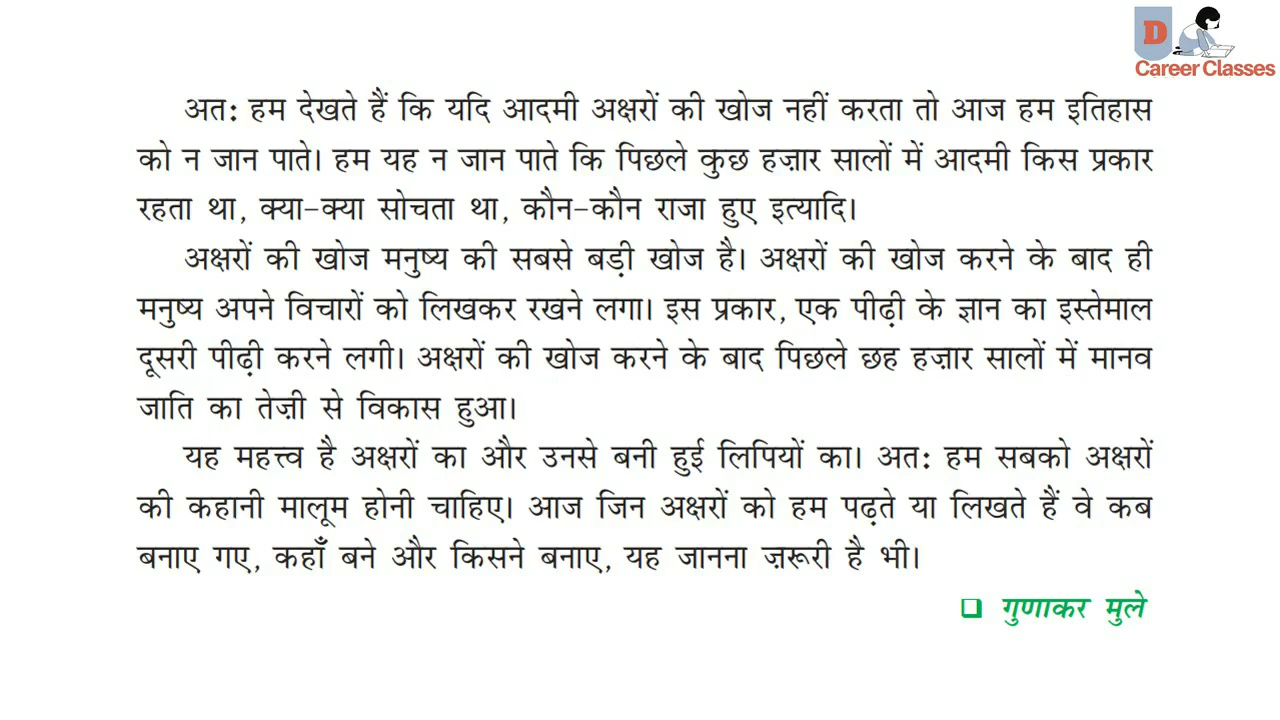 D
Career Classes
अतः हम देखते हैं कि यदि आदमी अक्षरों की खोज नहीं करता तो आज हम इतिहास
को न जान पाते। हम यह न जान पाते कि पिछले कुछ हज़ार सालों में आदमी किस प्रकार
रहता था, क्या-क्या सोचता था, कौन-कौन राजा हुए इत्यादि।
अक्षरों की खोज मनुष्य की सबसे बड़ी खोज है। अक्षरों की खोज करने के बाद ही
मनुष्य अपने विचारों को लिखकर रखने लगा। इस प्रकार, एक पीढ़ी के ज्ञान का इस्तेमाल
दूसरी पीढ़ी करने लगी। अक्षरों की खोज करने के बाद पिछले छह हज़ार सालों में मानव
जाति का तेज़ी से विकास हुआ।
यह महत्त्व है अक्षरों का और उनसे बनी हुई लिपियों का। अतः हम सबको अक्षरों
की कहानी मालूम होनी चाहिए। आज जिन अक्षरों को हम पढ़ते या लिखते हैं वे कब
बनाए गए, कहाँ बने और किसने बनाए, यह जानना ज़रूरी है भी।
❑ गुणाकर मुले